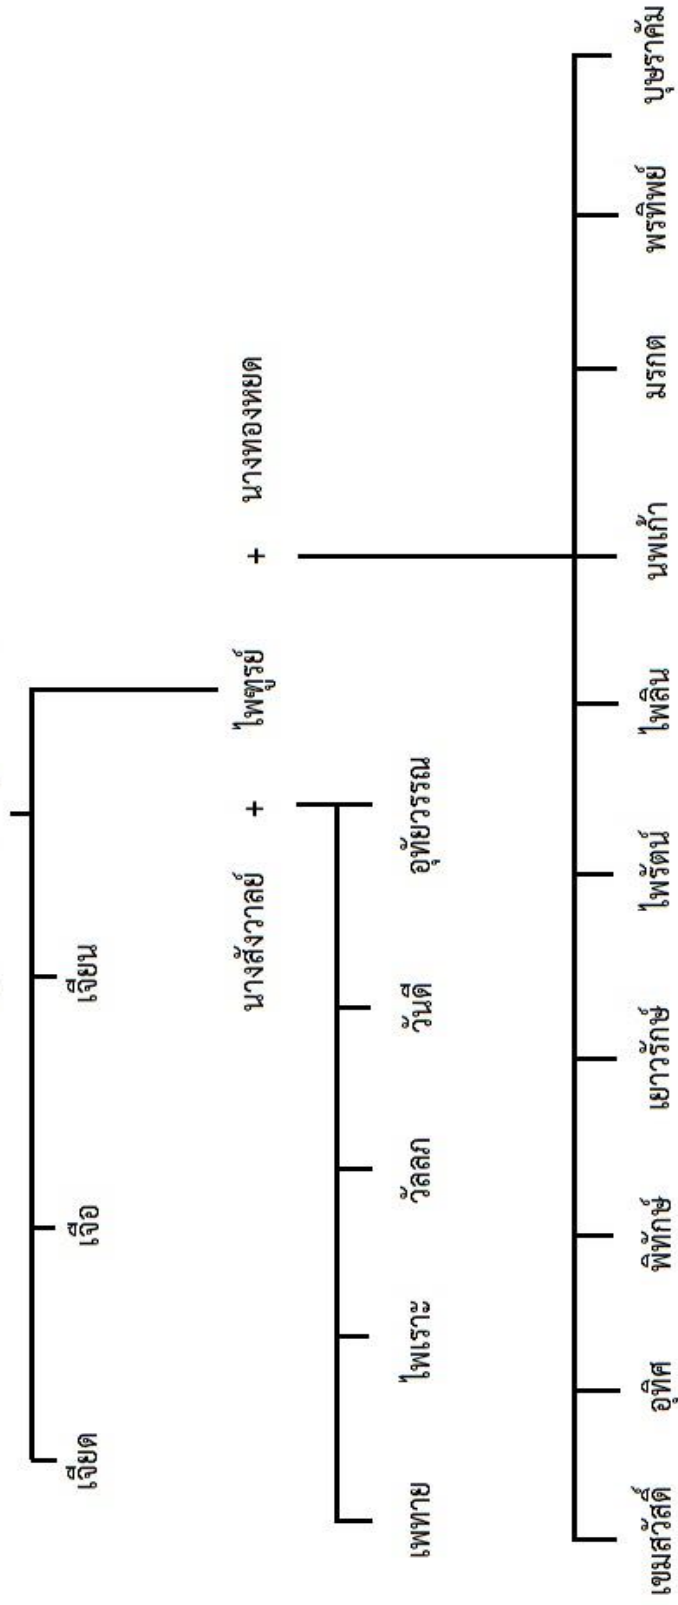 เจียด เจือ เจียน
นางสังวาลย์ + ไพฑูรย์ + นางทองหยด
เพทาย ไพเราะ วัลลภ วันดี อุทัยวรรณ
เขมสวัสดิ์ อุทิศ พิทักษ์ เยาวรักษ์ ไพรัตน์ ไพลิน นพเก้า มรกต พรทิพย์ บุษราคัม